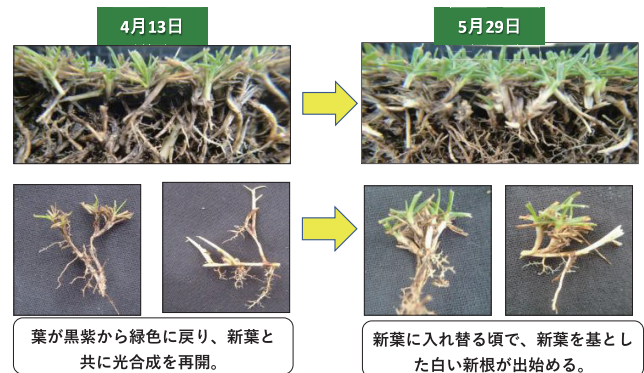 4月13日
5月29日
葉が黒紫から緑色に戻り、新葉と
共に光合成を再開。
新葉に入れ替る頃で、新葉を基とし
た白い新根が出始める。